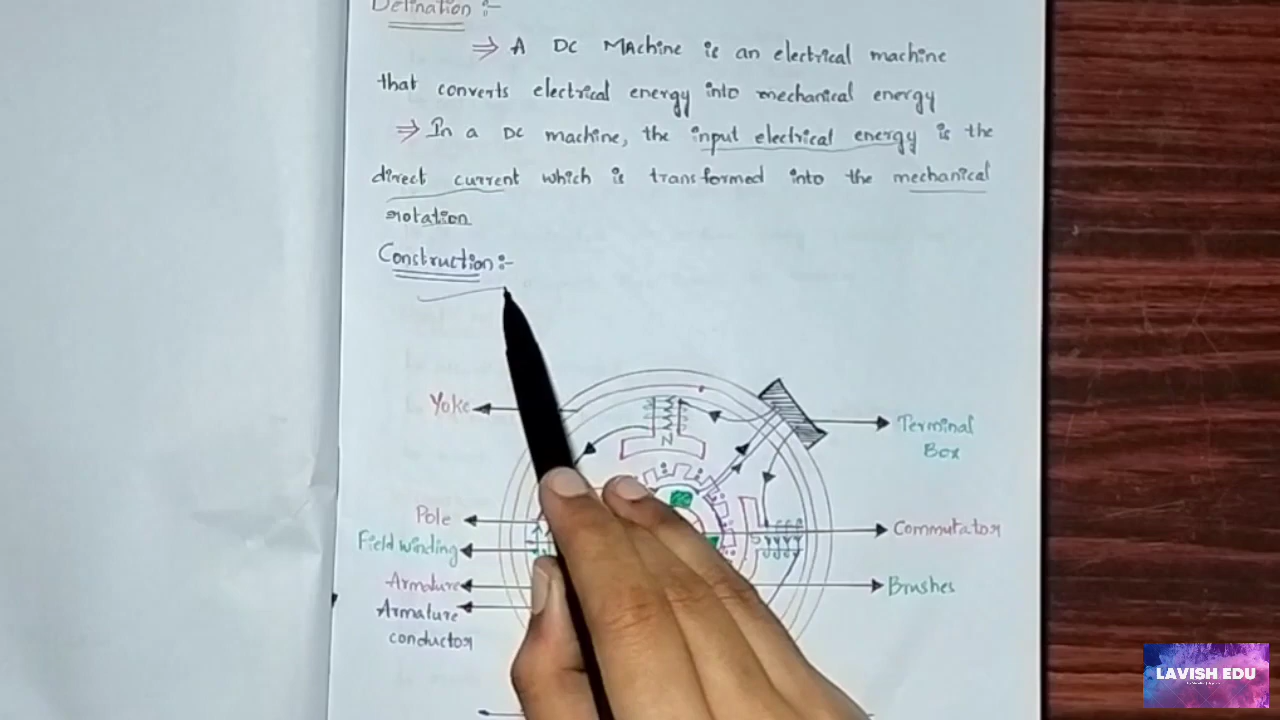 Defination :-
⇒ A DC MAchine is an electrical machine
that converts electrical energy into mechanical energy
⇒ In a DC machine, the input electrical energy is the
direct current which is transformed into the mechanical
rotation
Construction :-
Yoke
Terminal
Box
N
Pole
S
Commutator
Field winding
Armature
Brushes
Armature
conductor
LAVISH EDU